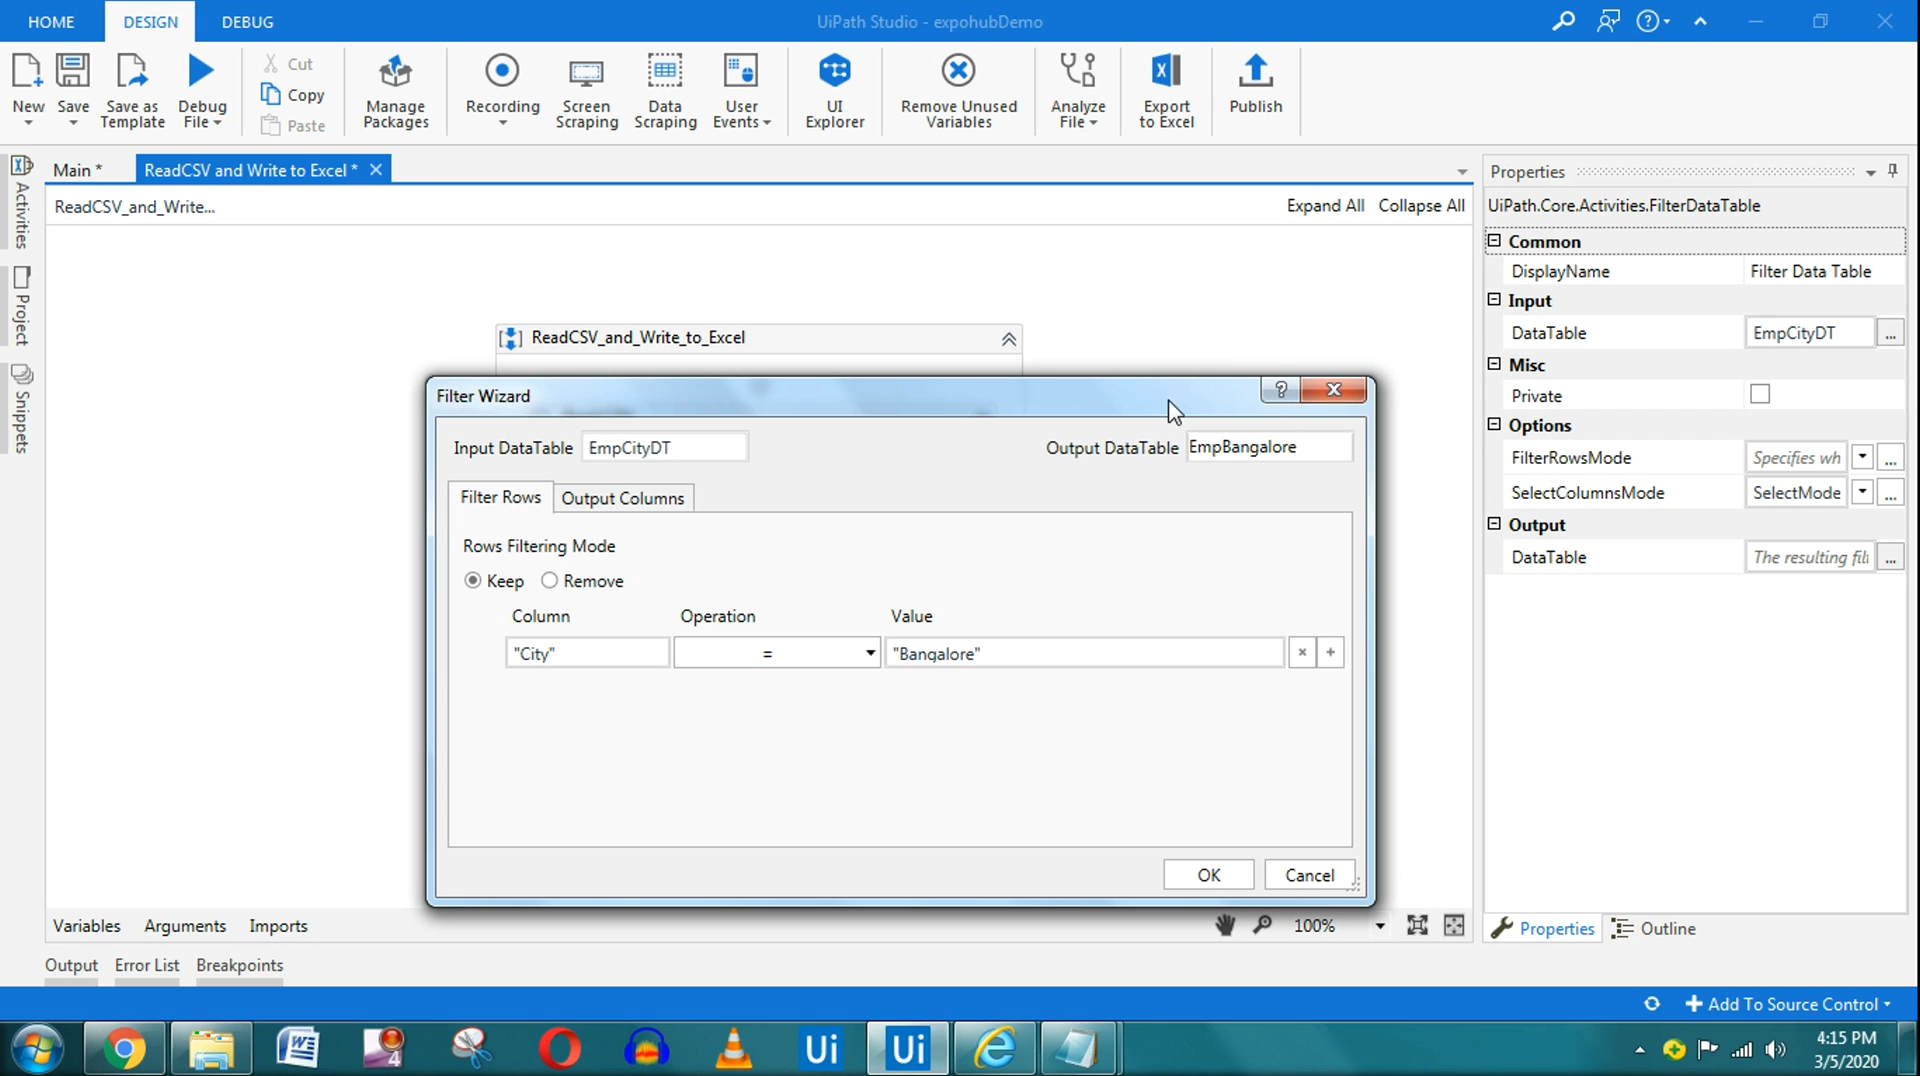 HOME DESIGN DEBUG UiPath Studio - expohubDemo
New Save Save as Template Debug File
Cut
Copy
Paste
Manage Packages
Recording Screen Scraping Data Scraping User Events
UI Explorer
Remove Unused Variables
Analyze File
Export to Excel
Publish
Activities
Project
Snippets
Main *
ReadCSV and Write to Excel *
ReadCSV_and_Write...
Expand All Collapse All
ReadCSV_and_Write_to_Excel
Filter Wizard
Input DataTable EmpCityDT Output DataTable EmpBangalore
Filter Rows Output Columns
Rows Filtering Mode
Keep Remove
Column Operation Value
"City" = "Bangalore"
OK Cancel
Variables Arguments Imports 100%
Output Error List Breakpoints
Properties
UiPath.Core.Activities.FilterDataTable
Common
DisplayName Filter Data Table
Input
DataTable EmpCityDT ...
Misc
Private
Options
FilterRowsMode Specifies wh ...
SelectColumnsMode SelectMode ...
Output
DataTable The resulting filt ...
Properties Outline
Add To Source Control
4
Ui
Ui
4:15 PM
3/5/2020